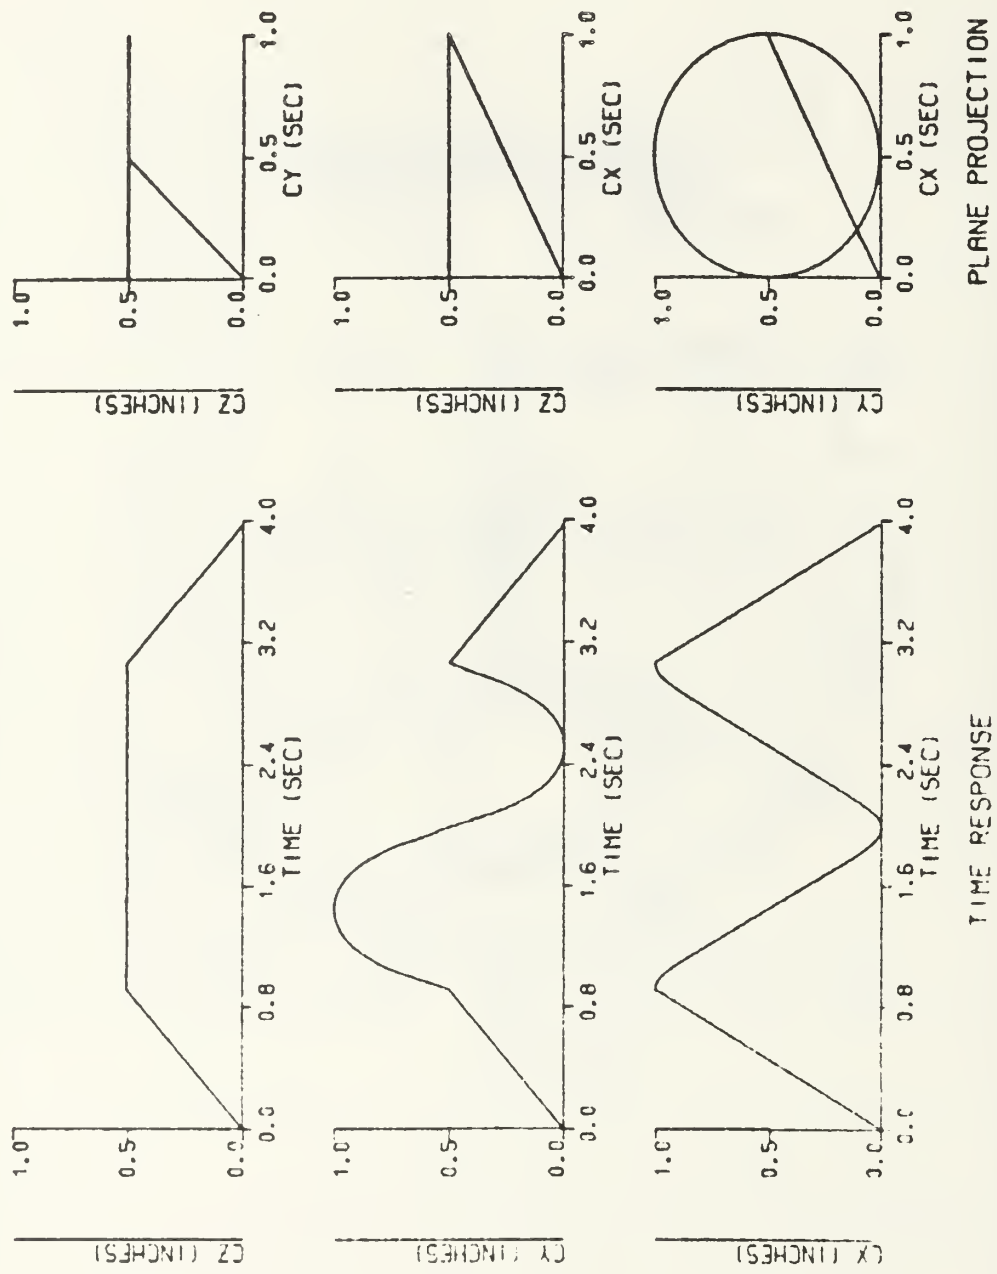 CZ (INCHES)
1.0
0.5
0.0
0.0 0.8 1.6 2.4 3.2 4.0
TIME (SEC)
CZ (INCHES)
1.0
0.5
0.0
0.0 0.5 1.0
CY (SEC)
CY (INCHES)
1.0
0.5
0.0
0.0 0.8 1.6 2.4 3.2 4.0
TIME (SEC)
CZ (INCHES)
1.0
0.5
0.0
0.0 0.5 1.0
CX (SEC)
CX (INCHES)
1.0
0.5
0.0
0.0 0.8 1.6 2.4 3.2 4.0
TIME (SEC)
CY (INCHES)
1.0
0.5
0.0
0.0 0.5 1.0
CX (SEC)
TIME RESPONSE
PLANE PROJECTION